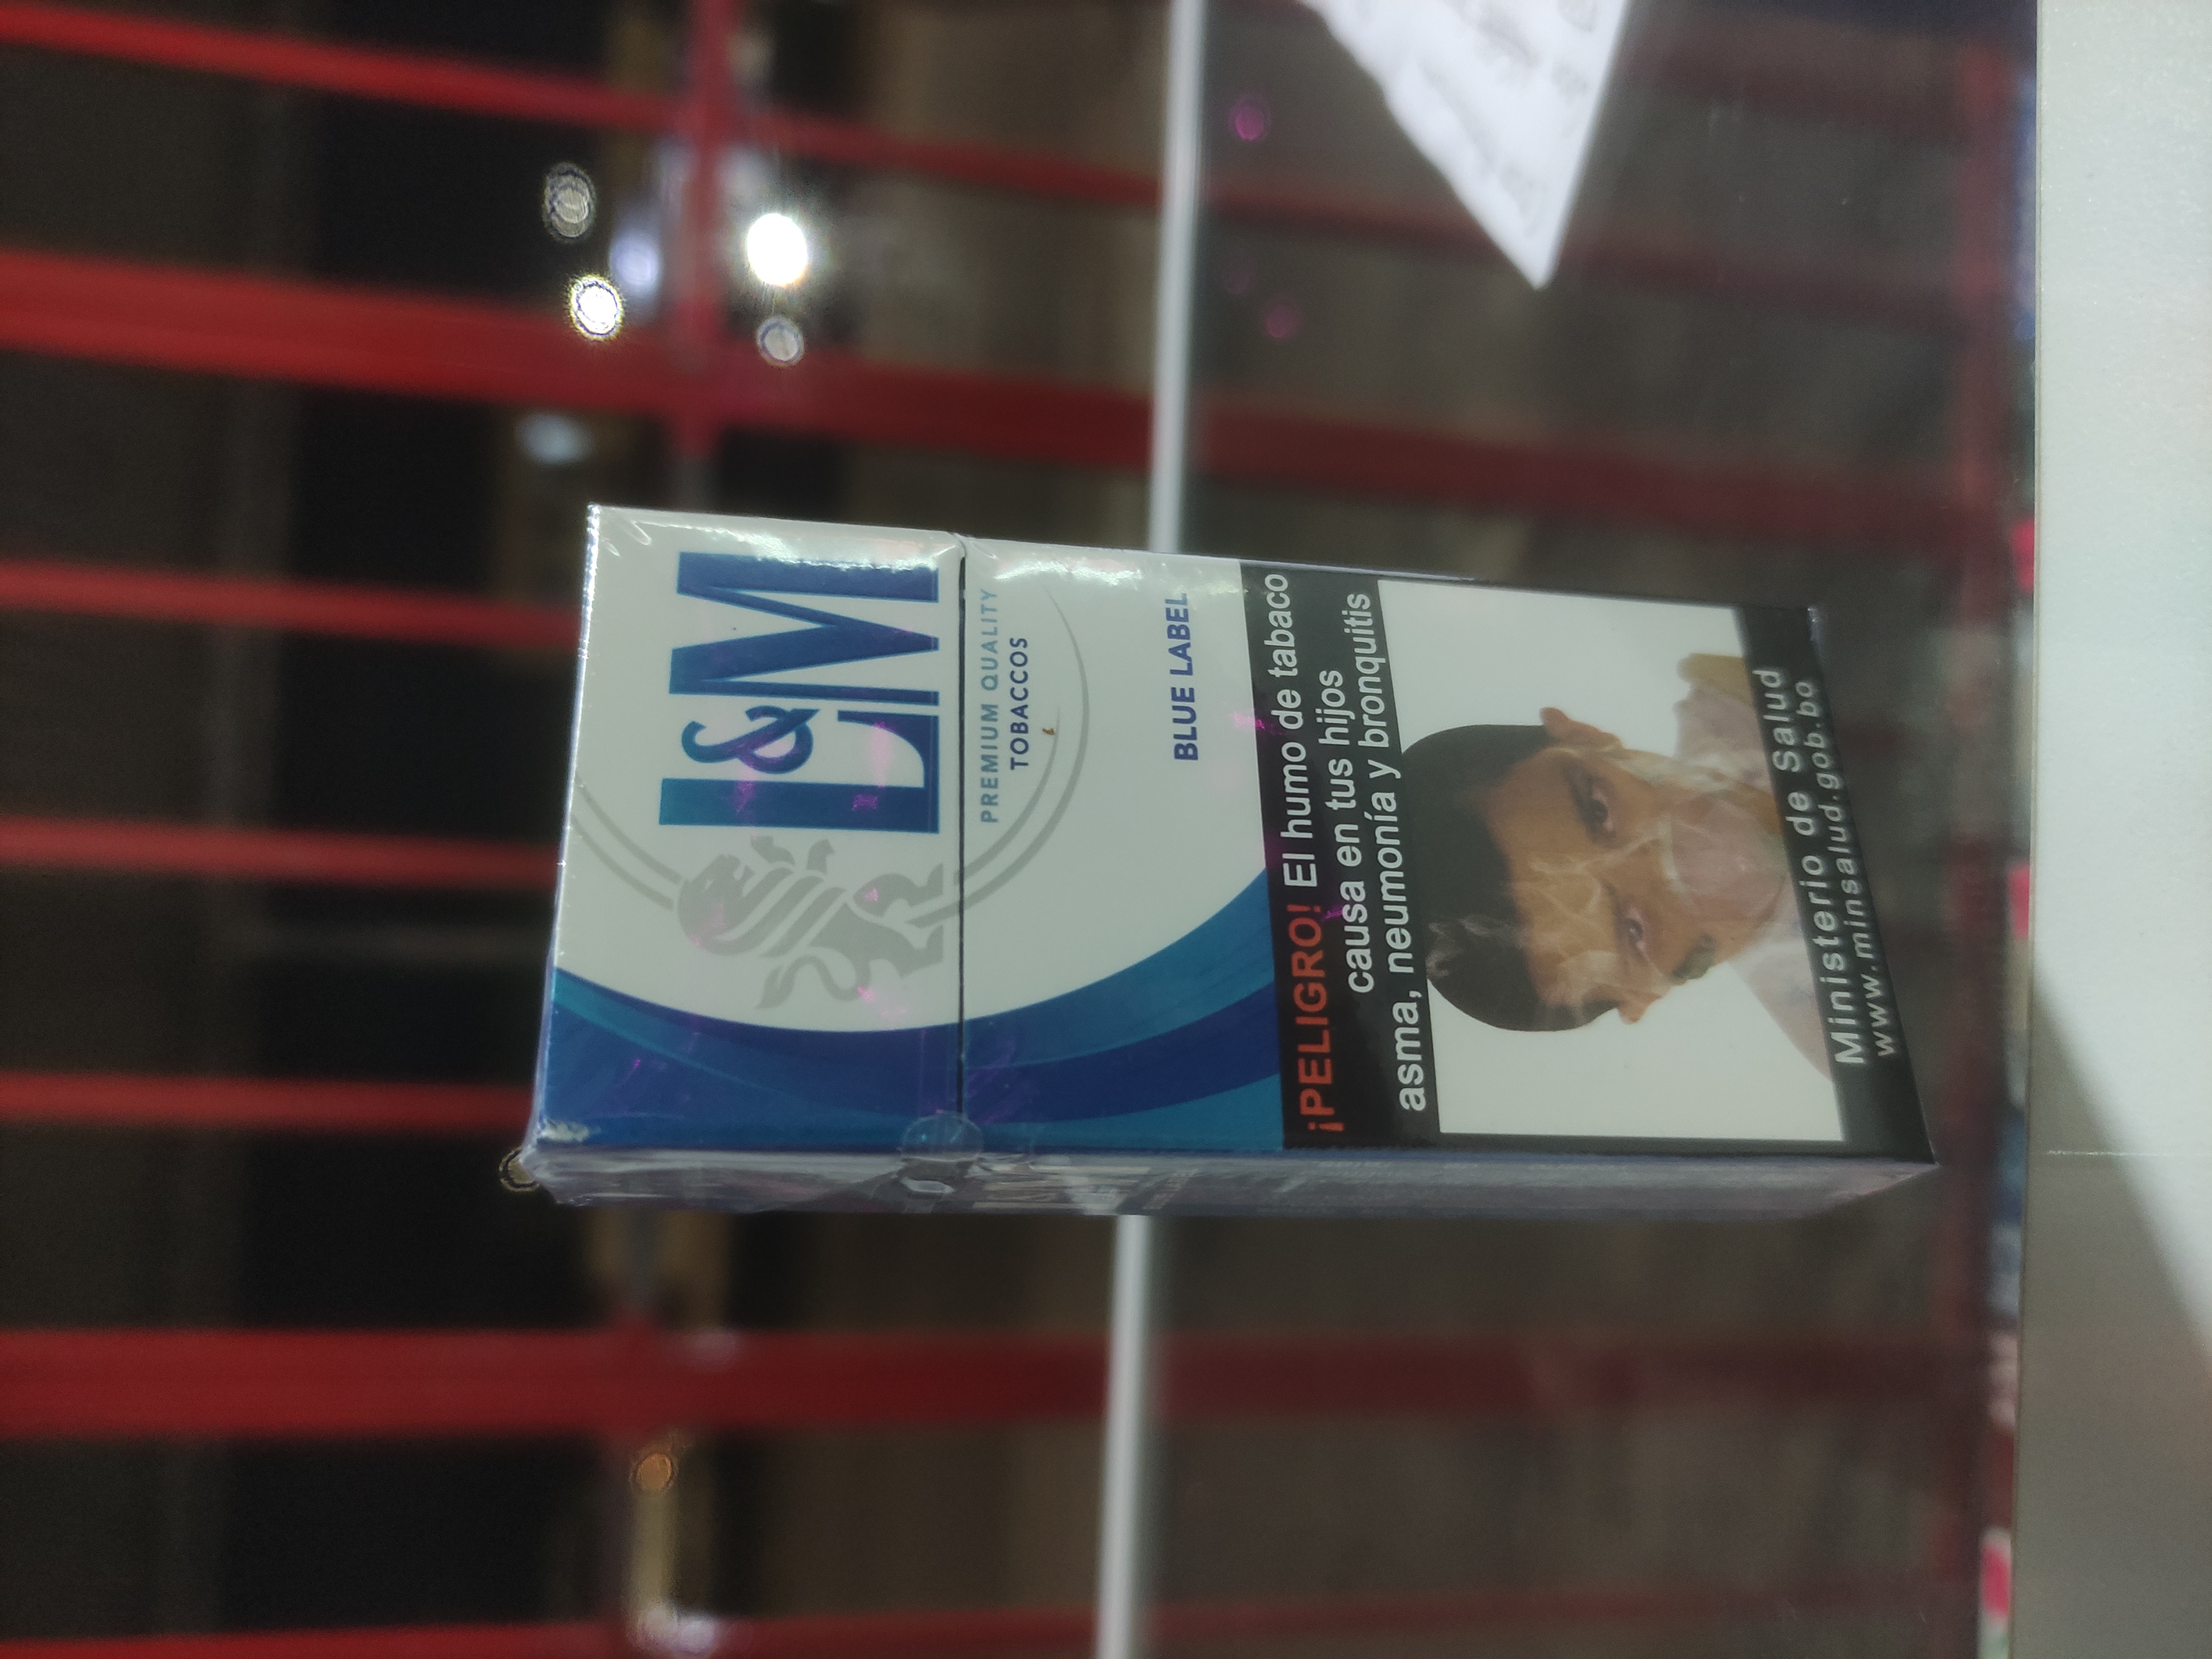 L&M
PREMIUM QUALITY
TOBACCOS
BLUE LABEL
¡PELIGRO! El humo de tabaco
causa en tus hijos
asma, neumonía y bronquitis
Ministerio de Salud
www.minsalud.gob.bo
L&M